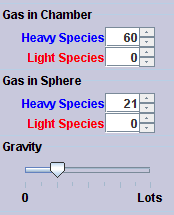 Gas in Chamber
Heavy Species 60
Light Species 0
Gas in Sphere
Heavy Species 21
Light Species 0
Gravity
0 Lots